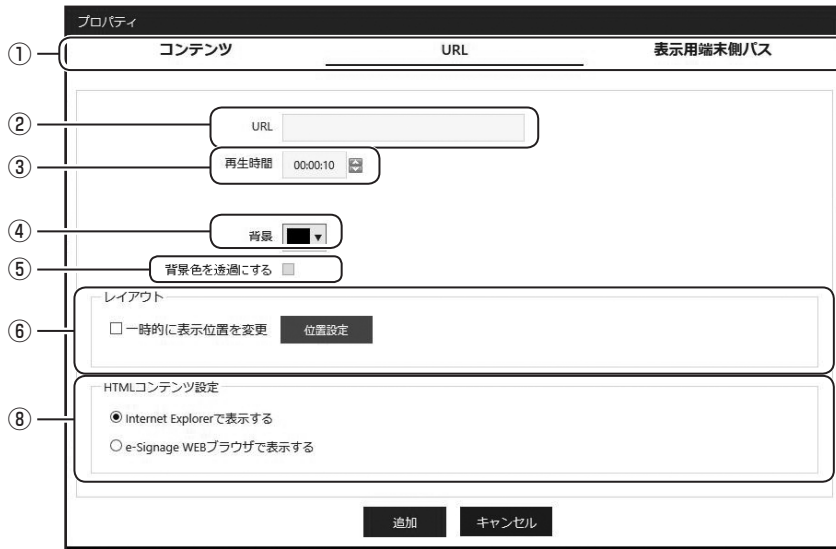 プロパティ
① コンテンツ URL 表示用端末側パス
② URL
③ 再生時間 00:00:10
④ 背景
⑤ 背景色を透過にする
レイアウト
⑥ 一時的に表示位置を変更 位置設定
HTMLコンテンツ設定
⑧ Internet Explorerで表示する
e-Signage WEBブラウザで表示する
追加 キャンセル